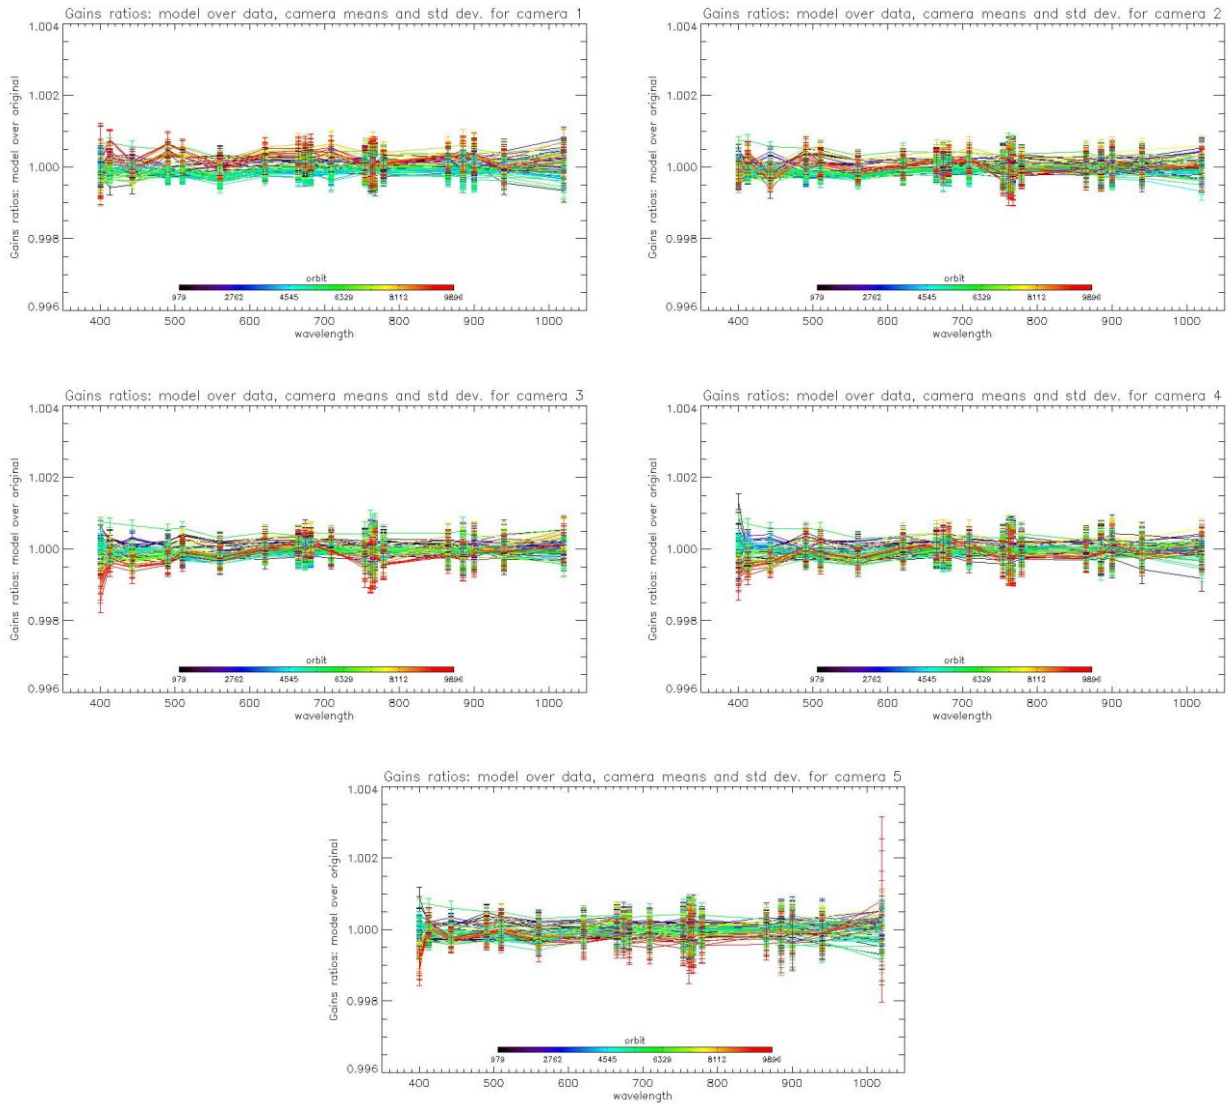 Gains ratios: model over data, camera means and std dev. for camera 1
Gains ratios: model over original
1.004
1.002
1.000
0.998
0.996
orbit
979 2762 4545 6329 8112 9896
400 500 600 700 800 900 1000
wavelength
Gains ratios: model over data, camera means and std dev. for camera 2
Gains ratios: model over original
1.004
1.002
1.000
0.998
0.996
orbit
979 2762 4545 6329 8112 9896
400 500 600 700 800 900 1000
wavelength
Gains ratios: model over data, camera means and std dev. for camera 3
Gains ratios: model over original
1.004
1.002
1.000
0.998
0.996
orbit
979 2762 4545 6329 8112 9896
400 500 600 700 800 900 1000
wavelength
Gains ratios: model over data, camera means and std dev. for camera 4
Gains ratios: model over original
1.004
1.002
1.000
0.998
0.996
orbit
979 2762 4545 6329 8112 9896
400 500 600 700 800 900 1000
wavelength
Gains ratios: model over data, camera means and std dev. for camera 5
Gains ratios: model over original
1.004
1.002
1.000
0.998
0.996
orbit
979 2762 4545 6329 8112 9896
400 500 600 700 800 900 1000
wavelength